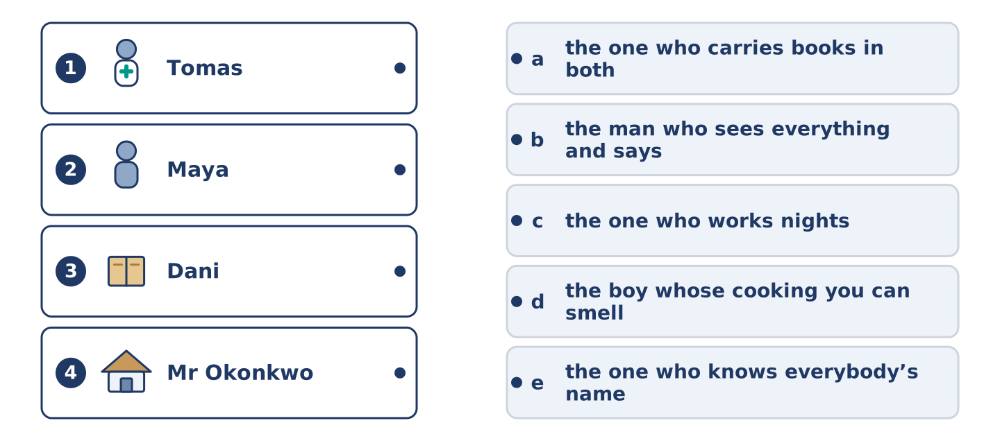 1 Tomas
2 Maya
3 Dani
4 Mr Okonkwo
a the one who carries books in
both
b the man who sees everything
and says
c the one who works nights
d the boy whose cooking you can
smell
e the one who knows everybody’s
name